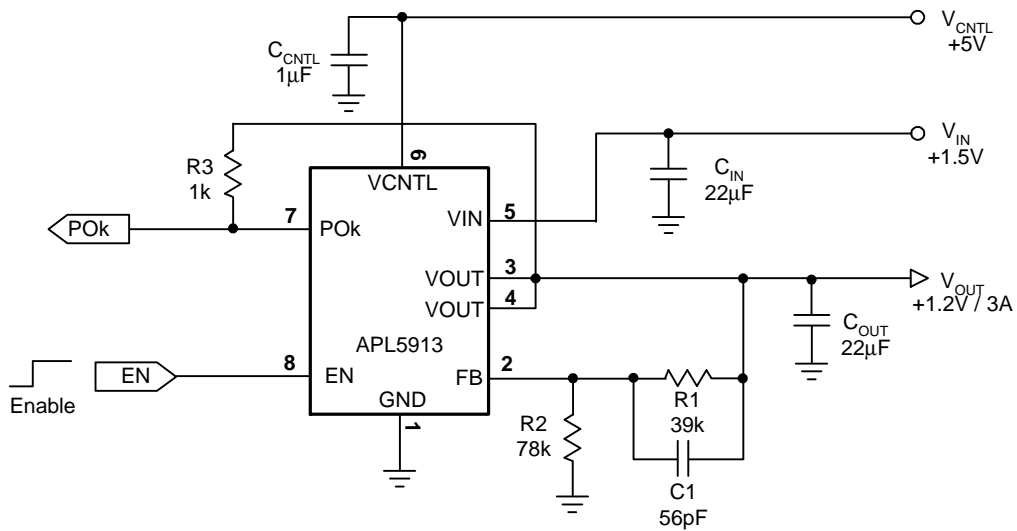 V_CNTL
+5V
C_CNTL
1µF
V_IN
+1.5V
C_IN
22µF
R3
1k
6
VCNTL
POk
7
POk
VIN
5
VOUT
3
VOUT
4
V_OUT
+1.2V / 3A
C_OUT
22µF
APL5913
Enable
EN
8
EN
FB
2
GND
1
R2
78k
R1
39k
C1
56pF